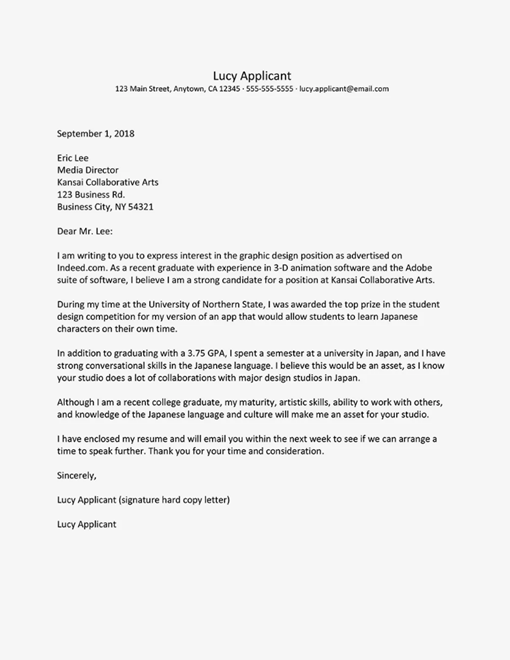 Lucy Applicant
123 Main Street, Anytown, CA 12345 · 555-555-5555 · lucy.applicant@email.com
September 1, 2018
Eric Lee
Media Director
Kansai Collaborative Arts
123 Business Rd.
Business City, NY 54321
Dear Mr. Lee:
I am writing to you to express interest in the graphic design position as advertised on
Indeed.com. As a recent graduate with experience in 3-D animation software and the Adobe
suite of software, I believe I am a strong candidate for a position at Kansai Collaborative Arts.
During my time at the University of Northern State, I was awarded the top prize in the student
design competition for my version of an app that would allow students to learn Japanese
characters on their own time.
In addition to graduating with a 3.75 GPA, I spent a semester at a university in Japan, and I have
strong conversational skills in the Japanese language. I believe this would be an asset, as I know
your studio does a lot of collaborations with major design studios in Japan.
Although I am a recent college graduate, my maturity, artistic skills, ability to work with others,
and knowledge of the Japanese language and culture will make me an asset for your studio.
I have enclosed my resume and will email you within the next week to see if we can arrange a
time to speak further. Thank you for your time and consideration.
Sincerely,
Lucy Applicant (signature hard copy letter)
Lucy Applicant